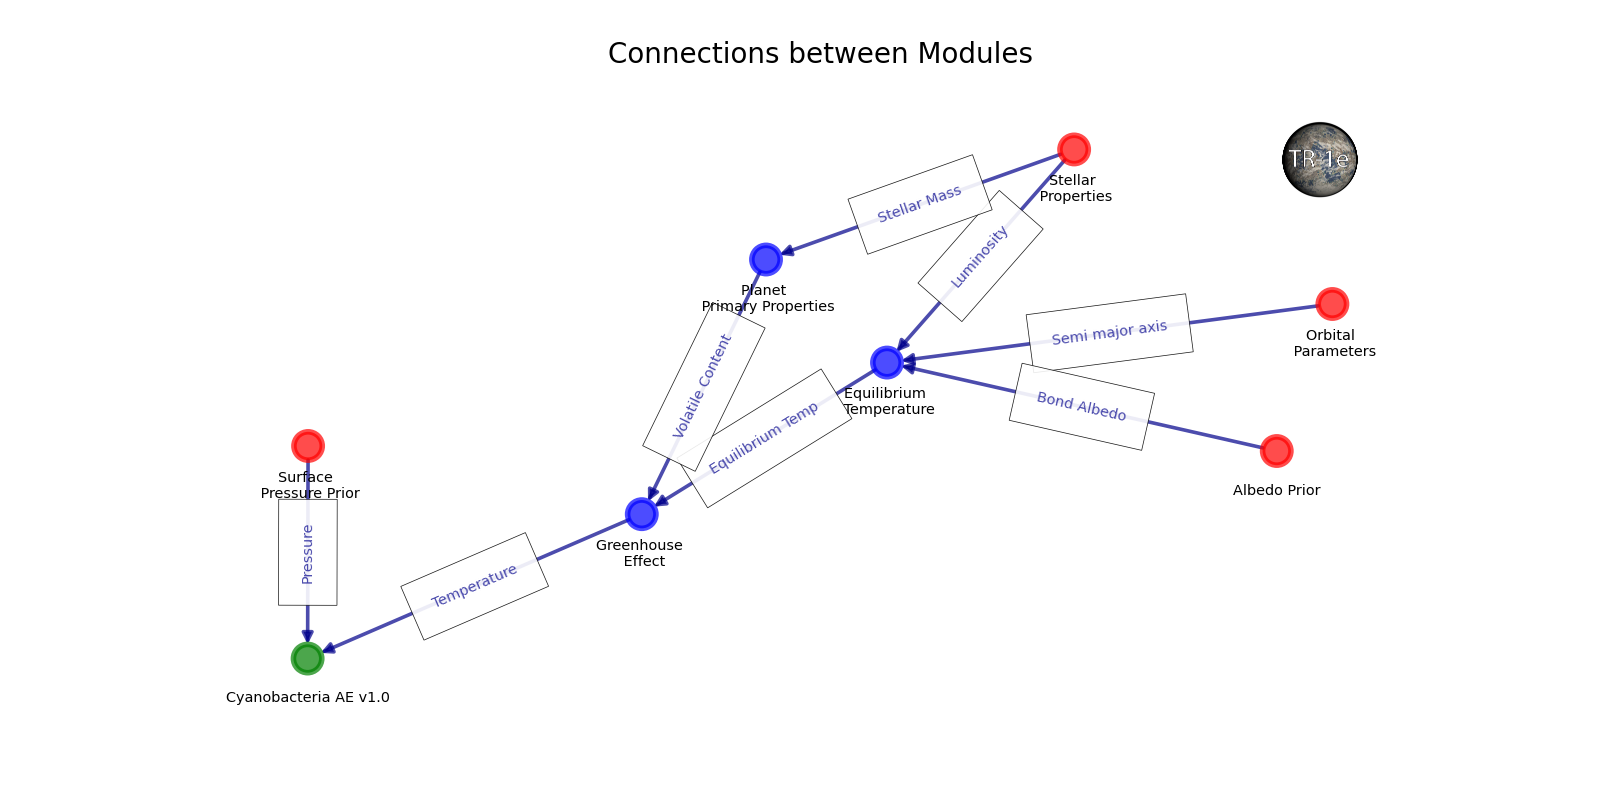 Connections between Modules
TR-1e
Stellar
Properties
Stellar Mass
Luminosity
Planet
Primary Properties
Orbital
Parameters
Semi major axis
Volatile Content
Equilibrium
Temperature
Bond Albedo
Equilibrium Temp
Albedo Prior
Surface
Pressure Prior
Greenhouse
Effect
Pressure
Temperature
Cyanobacteria AE v1.0